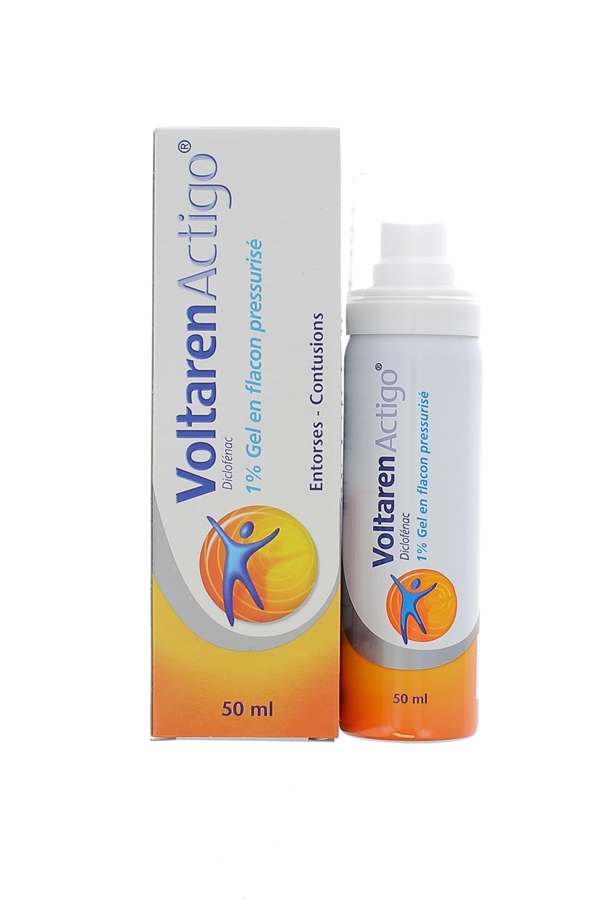 VoltarenActigo®
Diclofénac
1% Gel en flacon pressurisé
Entorses - Contusions
50 ml
VoltarenActigo®
Diclofénac
1% Gel en flacon pressurisé
50 ml